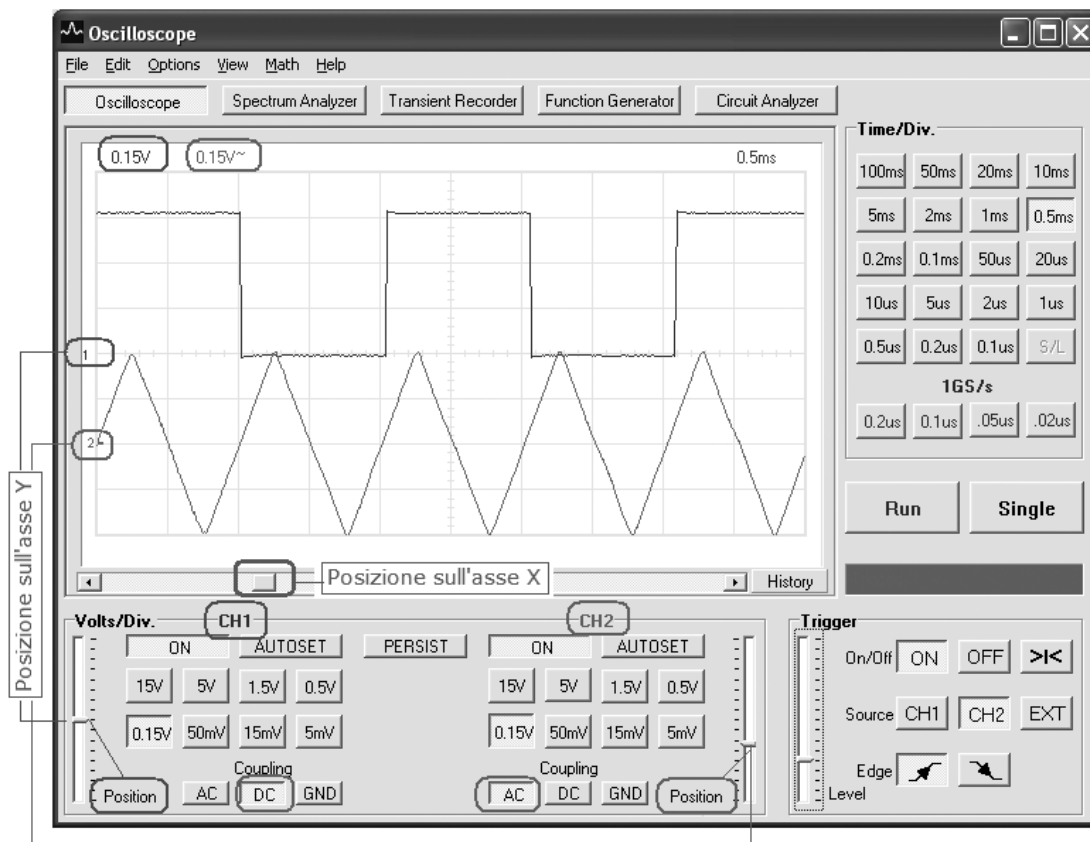 Oscilloscope
File Edit Options View Math Help
Oscilloscope Spectrum Analyzer Transient Recorder Function Generator Circuit Analyzer
0.15V 0.15V~ 0.5ms
1
2
Posizione sull'asse Y
Posizione sull'asse X
History
Time/Div.
100ms 50ms 20ms 10ms
5ms 2ms 1ms 0.5ms
0.2ms 0.1ms 50us 20us
10us 5us 2us 1us
0.5us 0.2us 0.1us S/L
1GS/s
0.2us 0.1us .05us .02us
Run Single
Volts/Div. CH1 CH2
ON AUTOSET PERSIST ON AUTOSET
15V 5V 1.5V 0.5V 15V 5V 1.5V 0.5V
0.15V 50mV 15mV 5mV 0.15V 50mV 15mV 5mV
Coupling Coupling
Position AC DC GND AC DC GND Position
Trigger
On/Off ON OFF >I<
Source CH1 CH2 EXT
Edge
Level